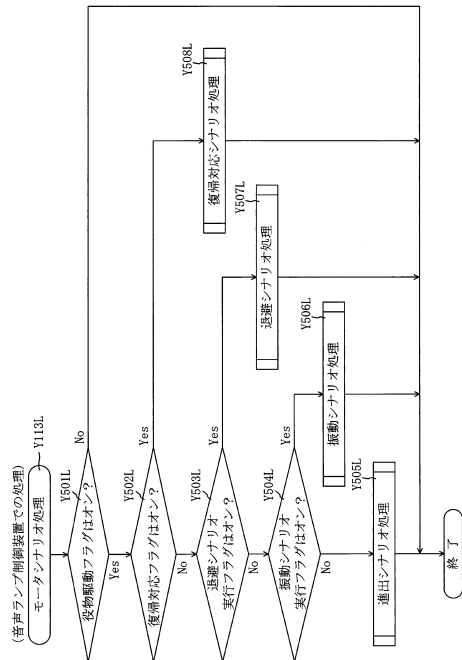 (音声ランプ制御装置での処理)
モータシナリオ処理
Y113L
Y501L
役物駆動フラグはオン？
No
Yes
Y502L
復帰対応フラグはオン？
Yes
No
Y508L
復帰対応シナリオ処理
Y503L
退避シナリオ
実行フラグはオン？
Yes
No
Y507L
退避シナリオ処理
Y504L
振動シナリオ
実行フラグはオン？
Yes
No
Y506L
振動シナリオ処理
Y505L
進出シナリオ処理
終了